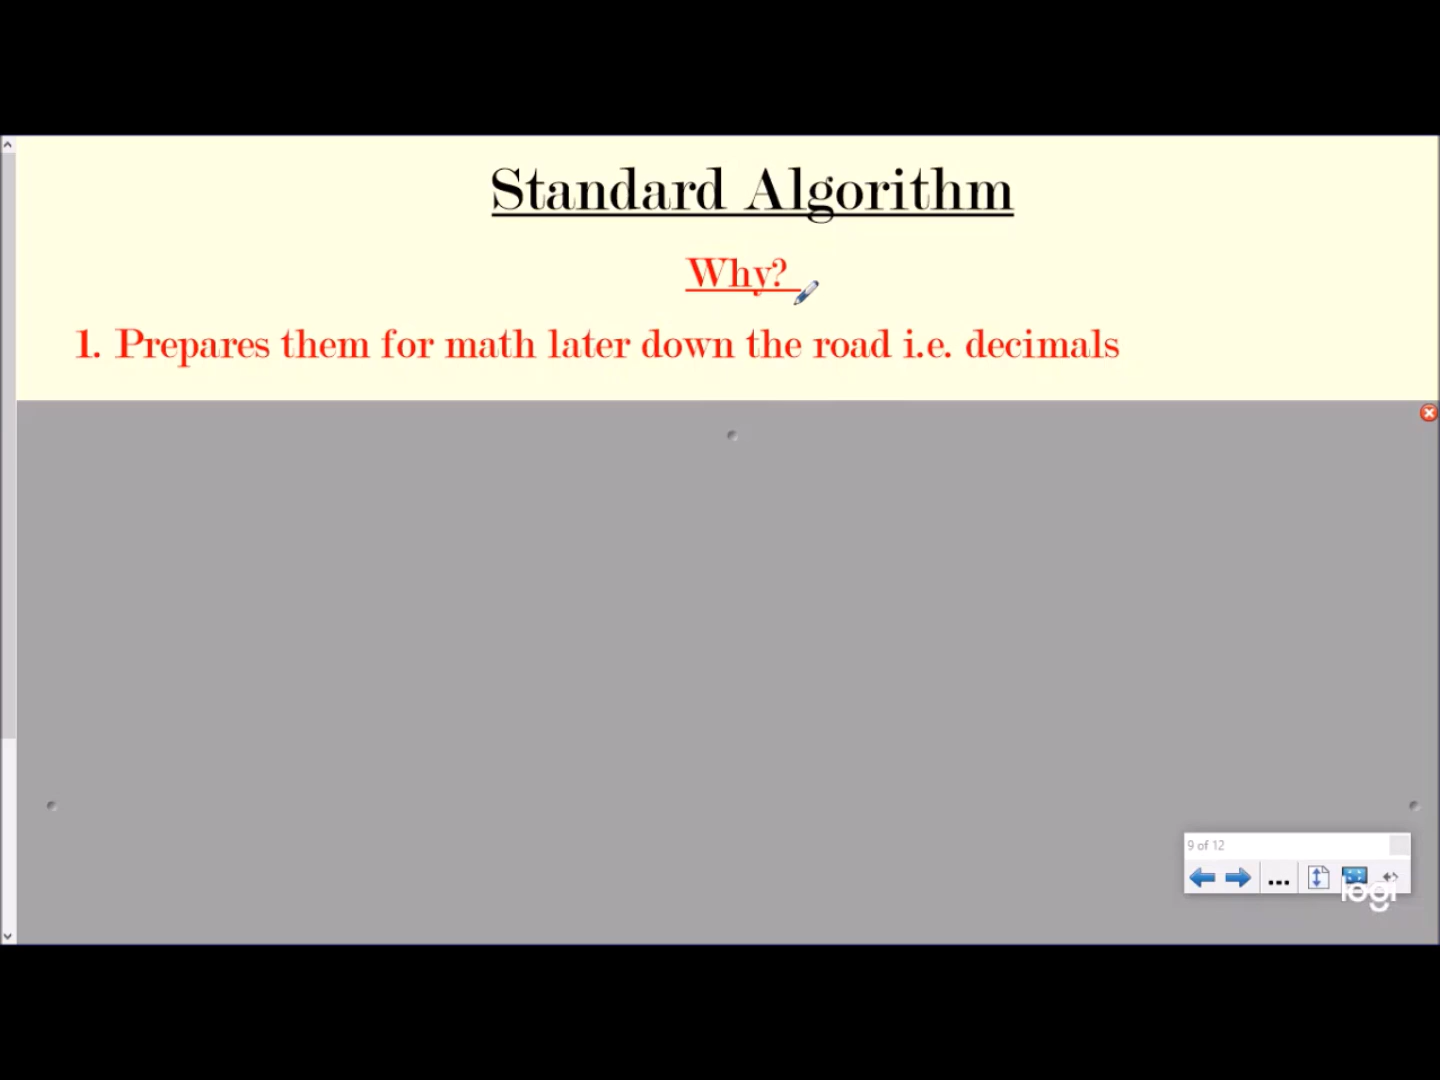 Standard Algorithm
Why?
1. Prepares them for math later down the road i.e. decimals
9 of 12
...
logi